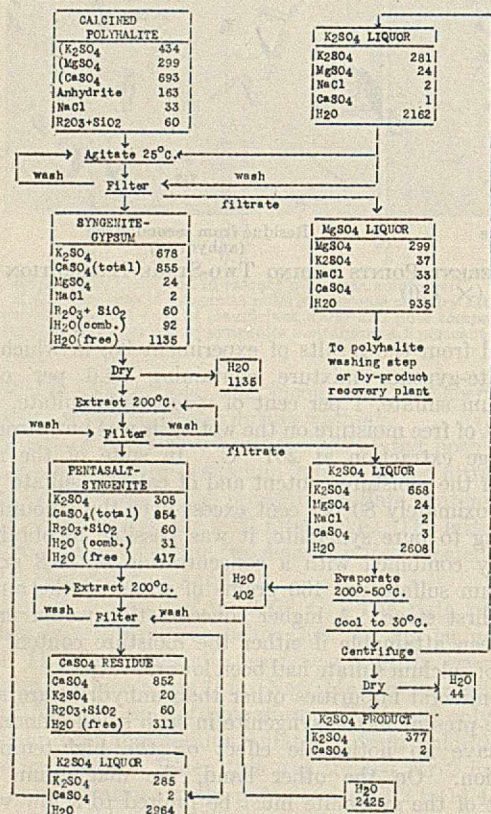 CALCINED
POLYHALITE
(K2SO4 434
(MgSO4 299
(CaSO4 693
Anhydrite 163
NaCl 33
R2O3+SiO2 60
K2SO4 LIQUOR
K2SO4 281
MgSO4 24
NaCl 2
CaSO4 1
H2O 2162
Agitate 25°C.
wash
wash
Filter
filtrate
SYNGENITE-
GYPSUM
K2SO4 678
CaSO4(total) 855
MgSO4 24
NaCl 2
R2O3+ SiO2 60
H2O(comb.) 92
H2O(free) 1135
MgSO4 LIQUOR
MgSO4 299
K2SO4 37
NaCl 33
CaSO4 2
H2O 935
To polyhalite
washing step
or by-product
recovery plant
Dry
H2O
1135
Extract 200°C.
wash
Filter
filtrate
PENTASALT-
SYNGENITE
K2SO4 305
CaSO4(total) 854
R2O3+SiO2 60
H2O (comb.) 31
H2O (free) 417
K2SO4 LIQUOR
K2SO4 658
MgSO4 24
NaCl 2
CaSO4 3
H2O 2608
Extract 200°C.
wash
wash
Filter
H2O
402
Evaporate
200°-50°C.
Cool to 30°C.
Centrifuge
Dry
H2O
44
CaSO4 RESIDUE
CaSO4 852
K2SO4 20
R2O3+SiO2 60
H2O (free) 311
K2SO4 PRODUCT
K2SO4 377
CaSO4 2
K2SO4 LIQUOR
K2SO4 285
CaSO4 2
H2O 2964
H2O
2425